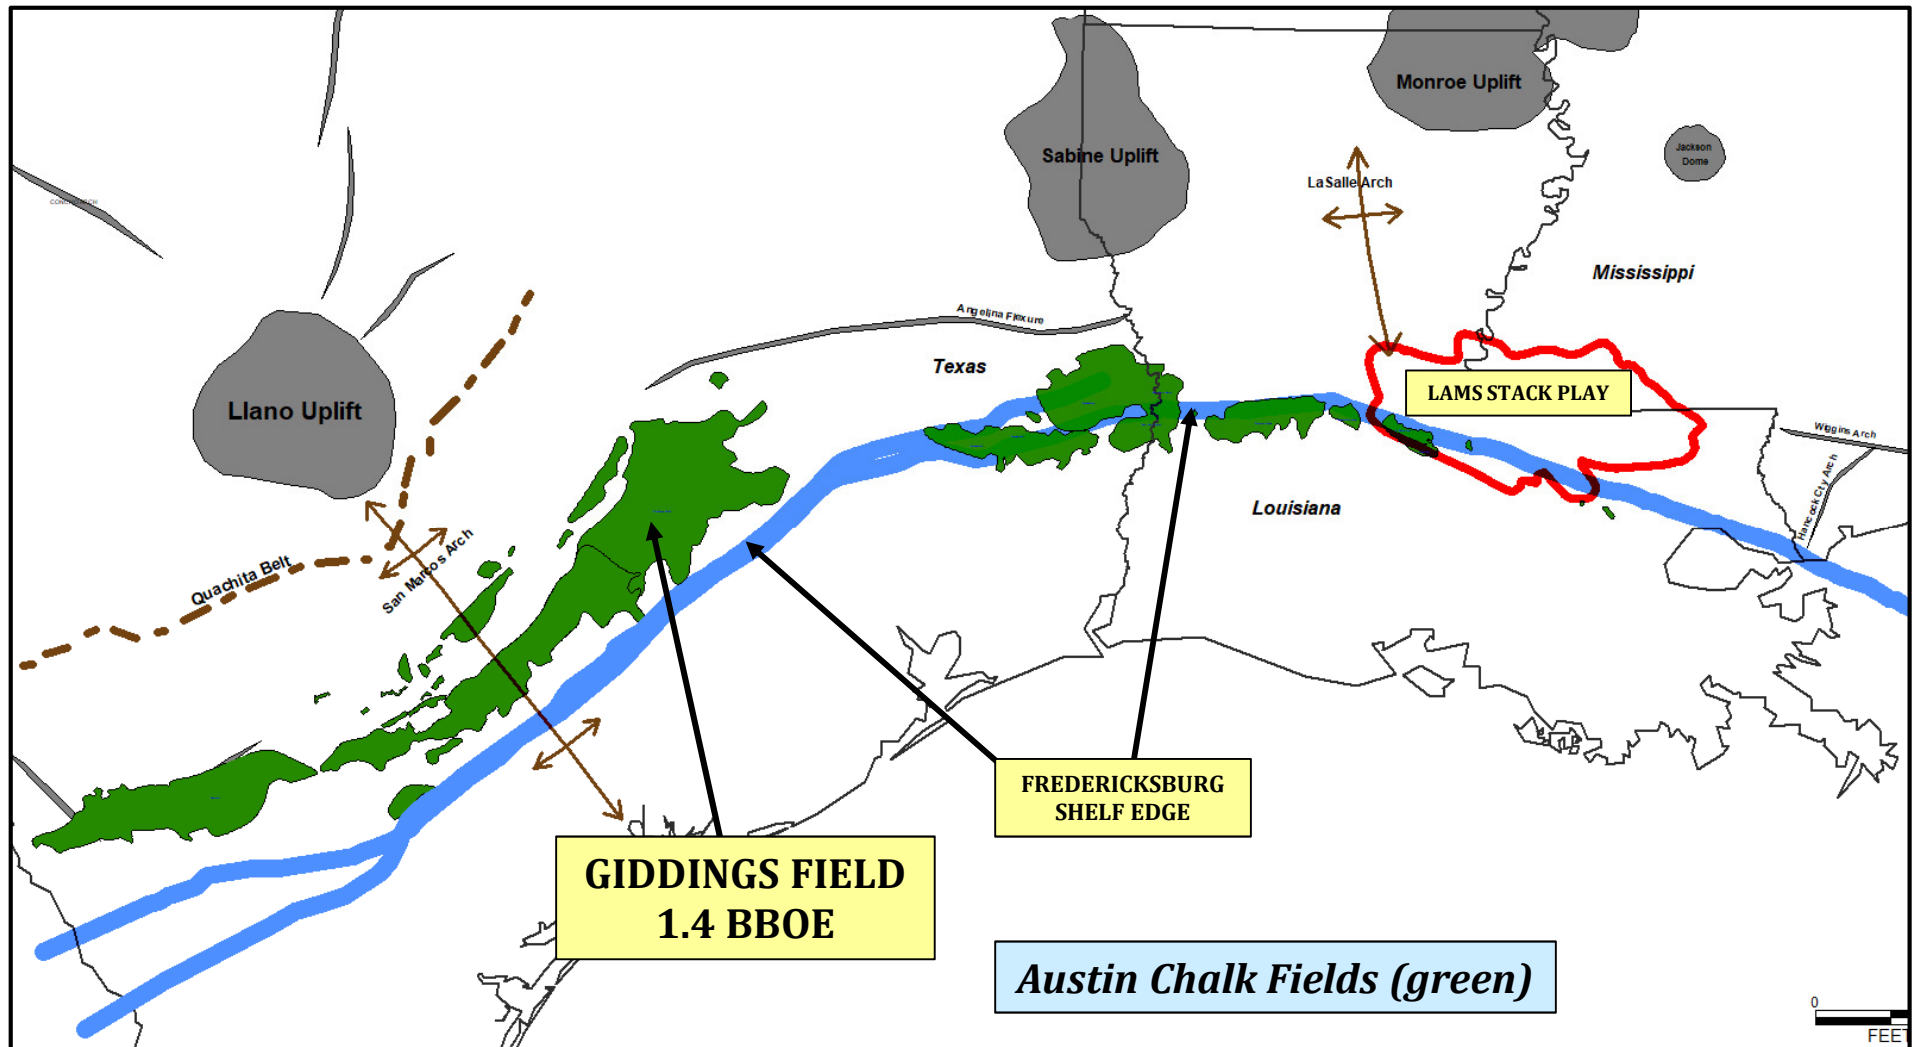 Monroe Uplift
Jackson
Dome
Sabine Uplift
LaSalle Arch
Mississippi
Angelina Flexure
Texas
LAMS STACK PLAY
Llano Uplift
Wiggins Arch
Hancock Cty Arch
Louisiana
San Marcos Arch
Quachita Belt
FREDERICKSBURG
SHELF EDGE
GIDDINGS FIELD
1.4 BBOE
Austin Chalk Fields (green)
0
FEET